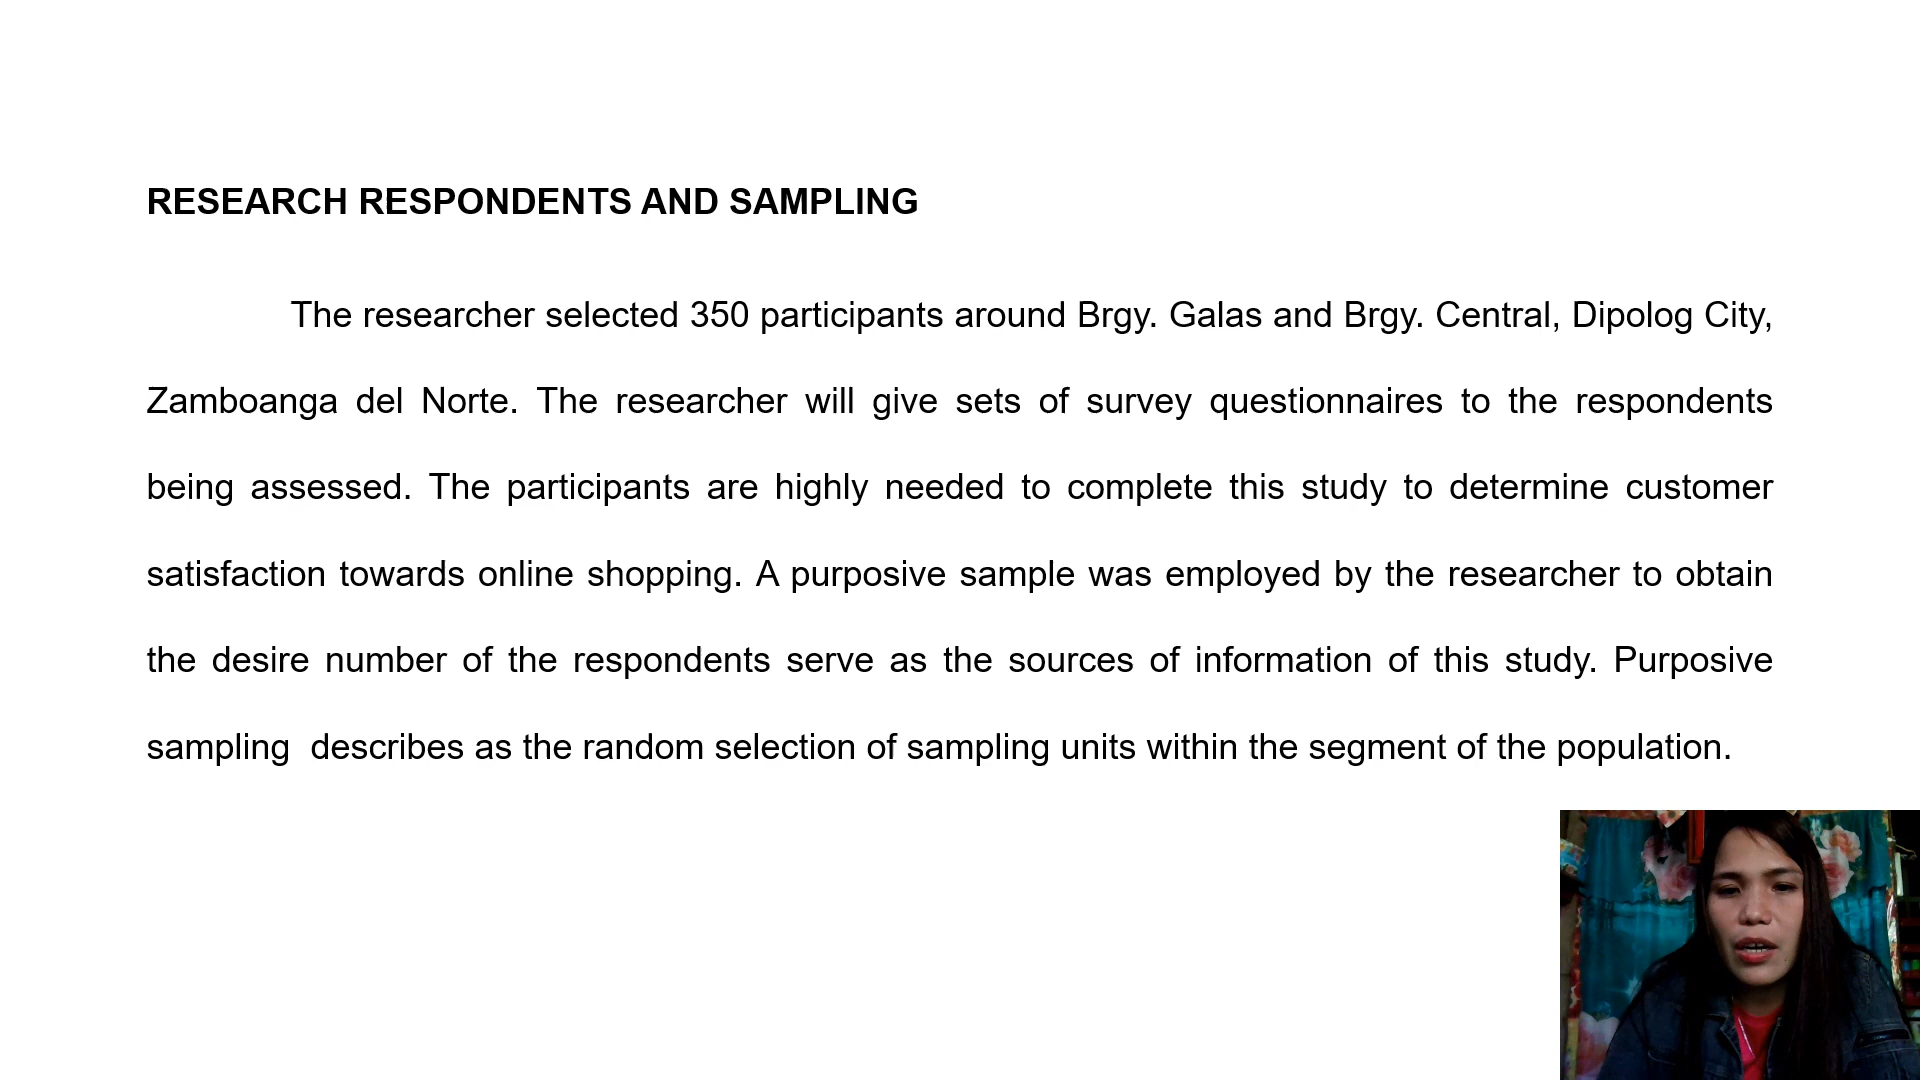 RESEARCH RESPONDENTS AND SAMPLING
The researcher selected 350 participants around Brgy. Galas and Brgy. Central, Dipolog City,
Zamboanga del Norte. The researcher will give sets of survey questionnaires to the respondents
being assessed. The participants are highly needed to complete this study to determine customer
satisfaction towards online shopping. A purposive sample was employed by the researcher to obtain
the desire number of the respondents serve as the sources of information of this study. Purposive
sampling  describes as the random selection of sampling units within the segment of the population.